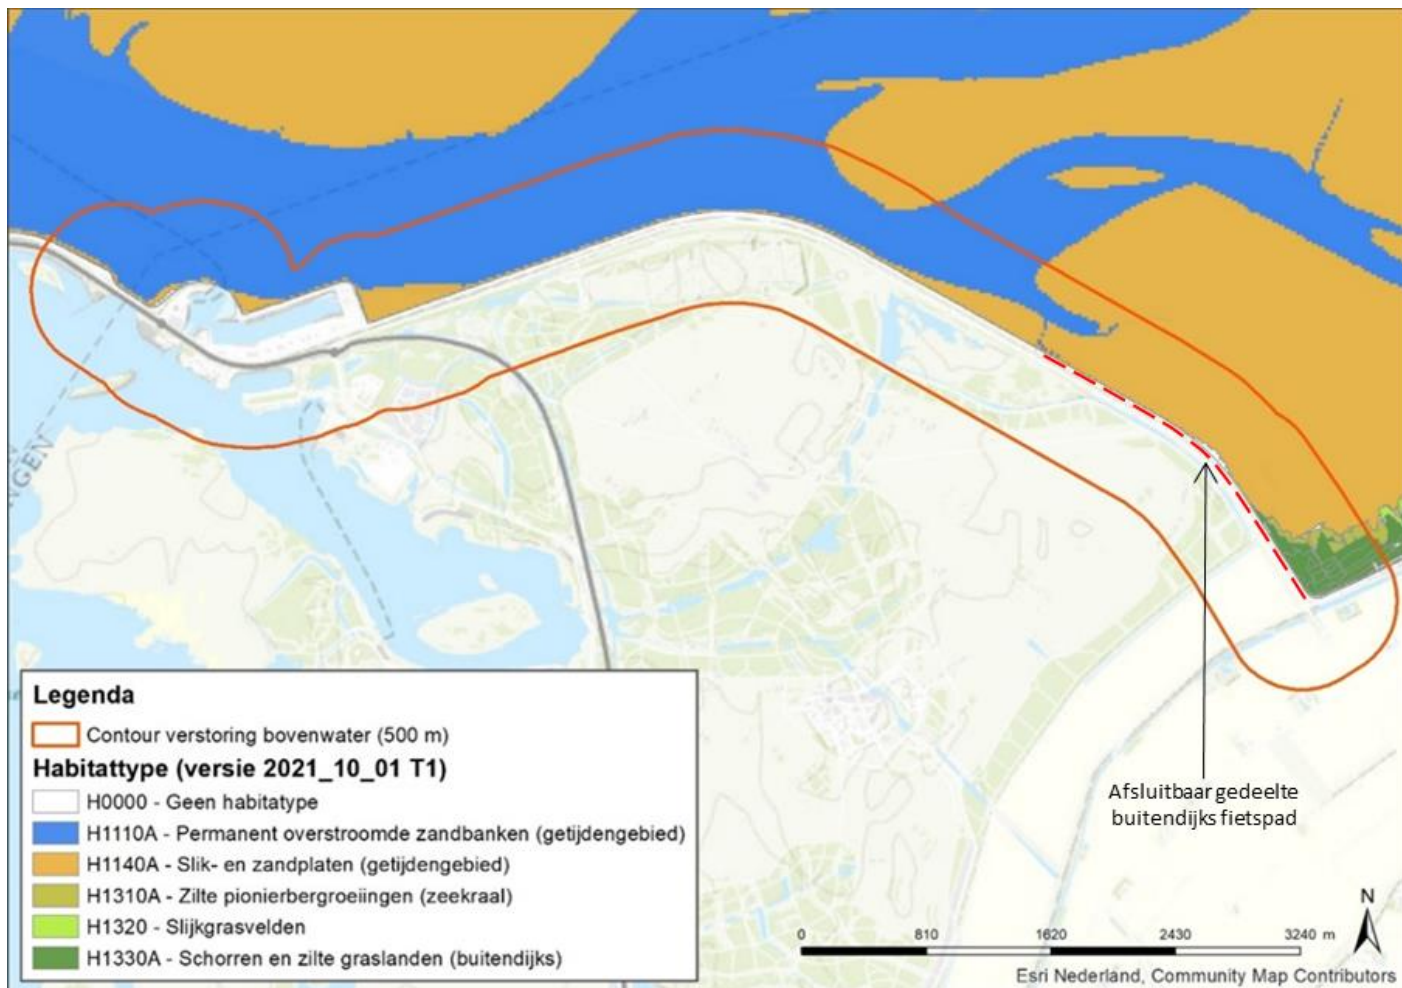 NGEN
Legenda
Contour verstoring bovenwater (500 m)
Habitattype (versie 2021_10_01 T1)
H0000 - Geen habitatype
H1110A - Permanent overstroomde zandbanken (getijdengebied)
H1140A - Slik- en zandplaten (getijdengebied)
H1310A - Zilte pionierbergroeiingen (zeekraal)
H1320 - Slijkgrasvelden
H1330A - Schorren en zilte graslanden (buitendijks)
Afsluitbaar gedeelte
buitendijks fietspad
N
0 810 1620 2430 3240 m
Esri Nederland, Community Map Contributors